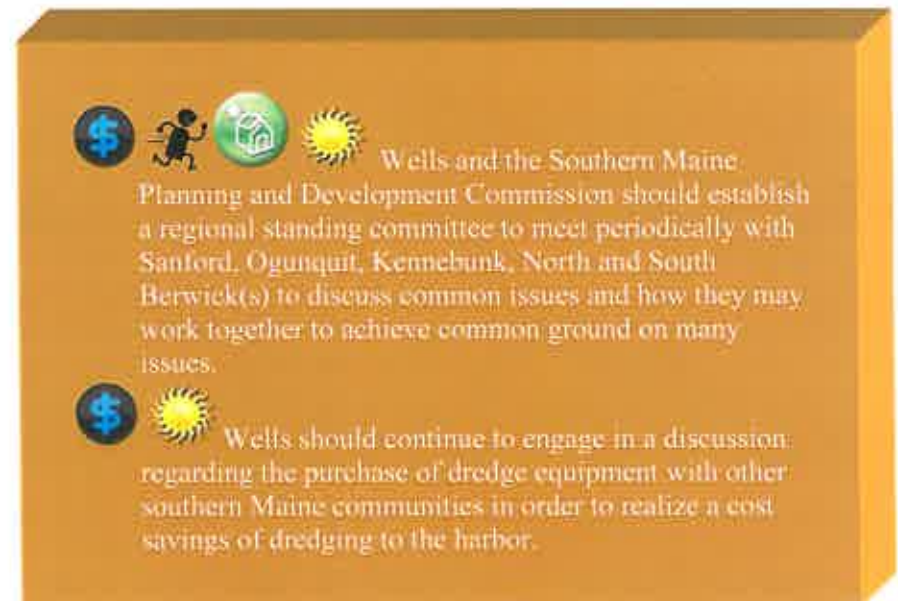 $ Wells and the Southern Maine
Planning and Development Commission should establish
a regional standing committee to meet periodically with
Sanford, Ogunquit, Kennebunk, North and South
Berwick(s) to discuss common issues and how they may
work together to achieve common ground on many
issues.
$ Wells should continue to engage in a discussion
regarding the purchase of dredge equipment with other
southern Maine communities in order to realize a cost
savings of dredging to the harbor.